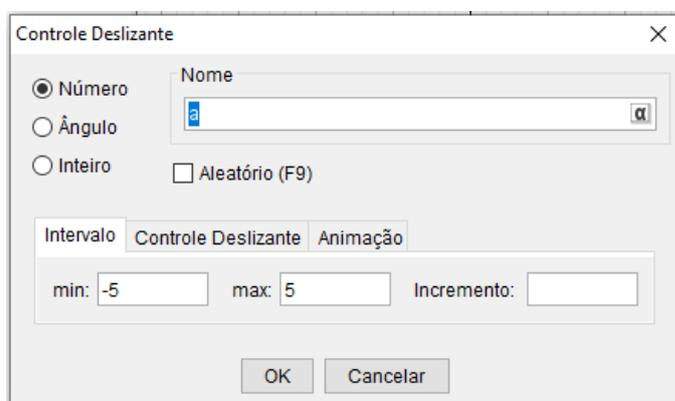 Controle Deslizante
Número
Ângulo
Inteiro
Nome
a α
Aleatório (F9)
Intervalo Controle Deslizante Animação
min: -5 max: 5 Incremento:
OK Cancelar